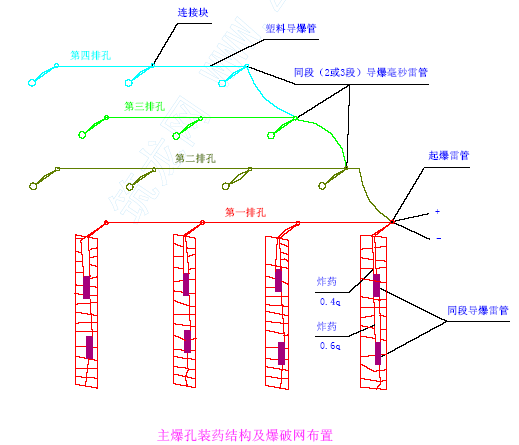 连接块
塑料导爆管
第四排孔
同段（2或3段）导爆毫秒雷管
第三排孔
第二排孔
起爆雷管
第一排孔
+
-
炸药
0.4q
同段导爆雷管
炸药
0.6q
主爆孔装药结构及爆破网布置